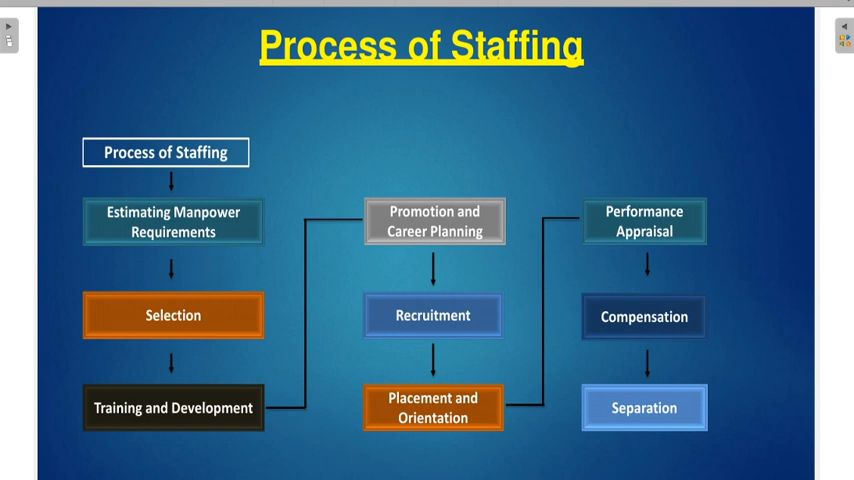 Process of Staffing
Process of Staffing
Estimating Manpower
Requirements
Selection
Training and Development
Promotion and
Career Planning
Recruitment
Placement and
Orientation
Performance
Appraisal
Compensation
Separation